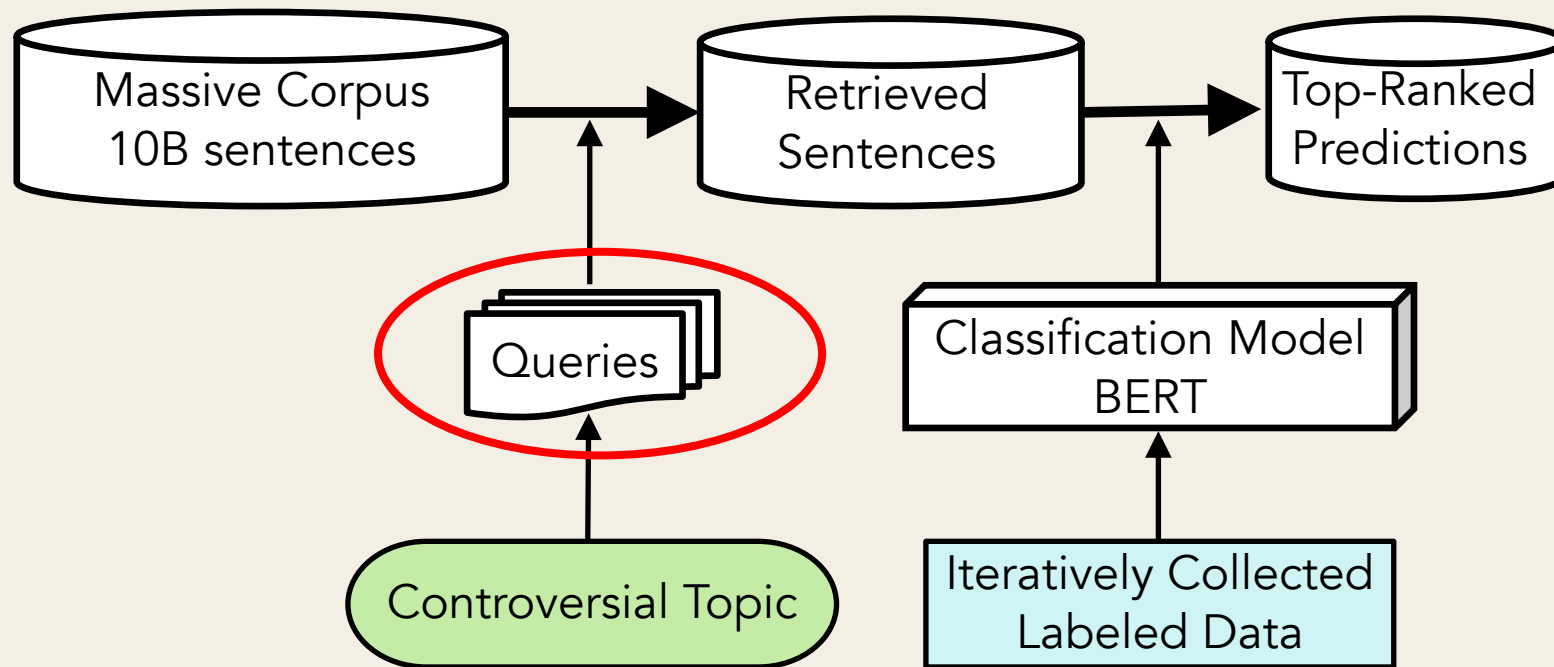 Massive Corpus
10B sentences
Retrieved
Sentences
Top-Ranked
Predictions
Queries
Classification Model
BERT
Controversial Topic
Iteratively Collected
Labeled Data